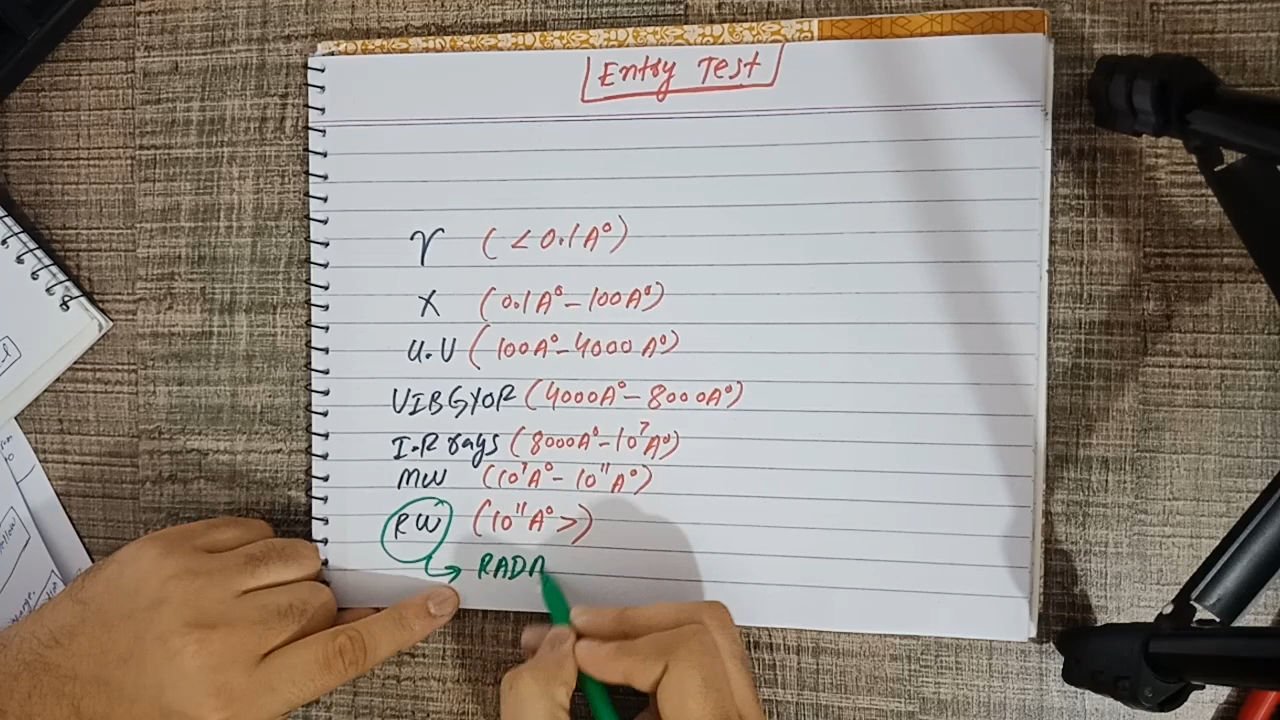 Entry Test
γ (< 0.1A°)
X (0.1A° - 100A°)
U.V (100A° - 4000A°)
VIBGYOR (4000A° - 8000A°)
I.R rays (8000A° - 10⁷A°)
MW (10⁷A° - 10¹¹A°)
RW (10¹¹A° >)
→ RADA